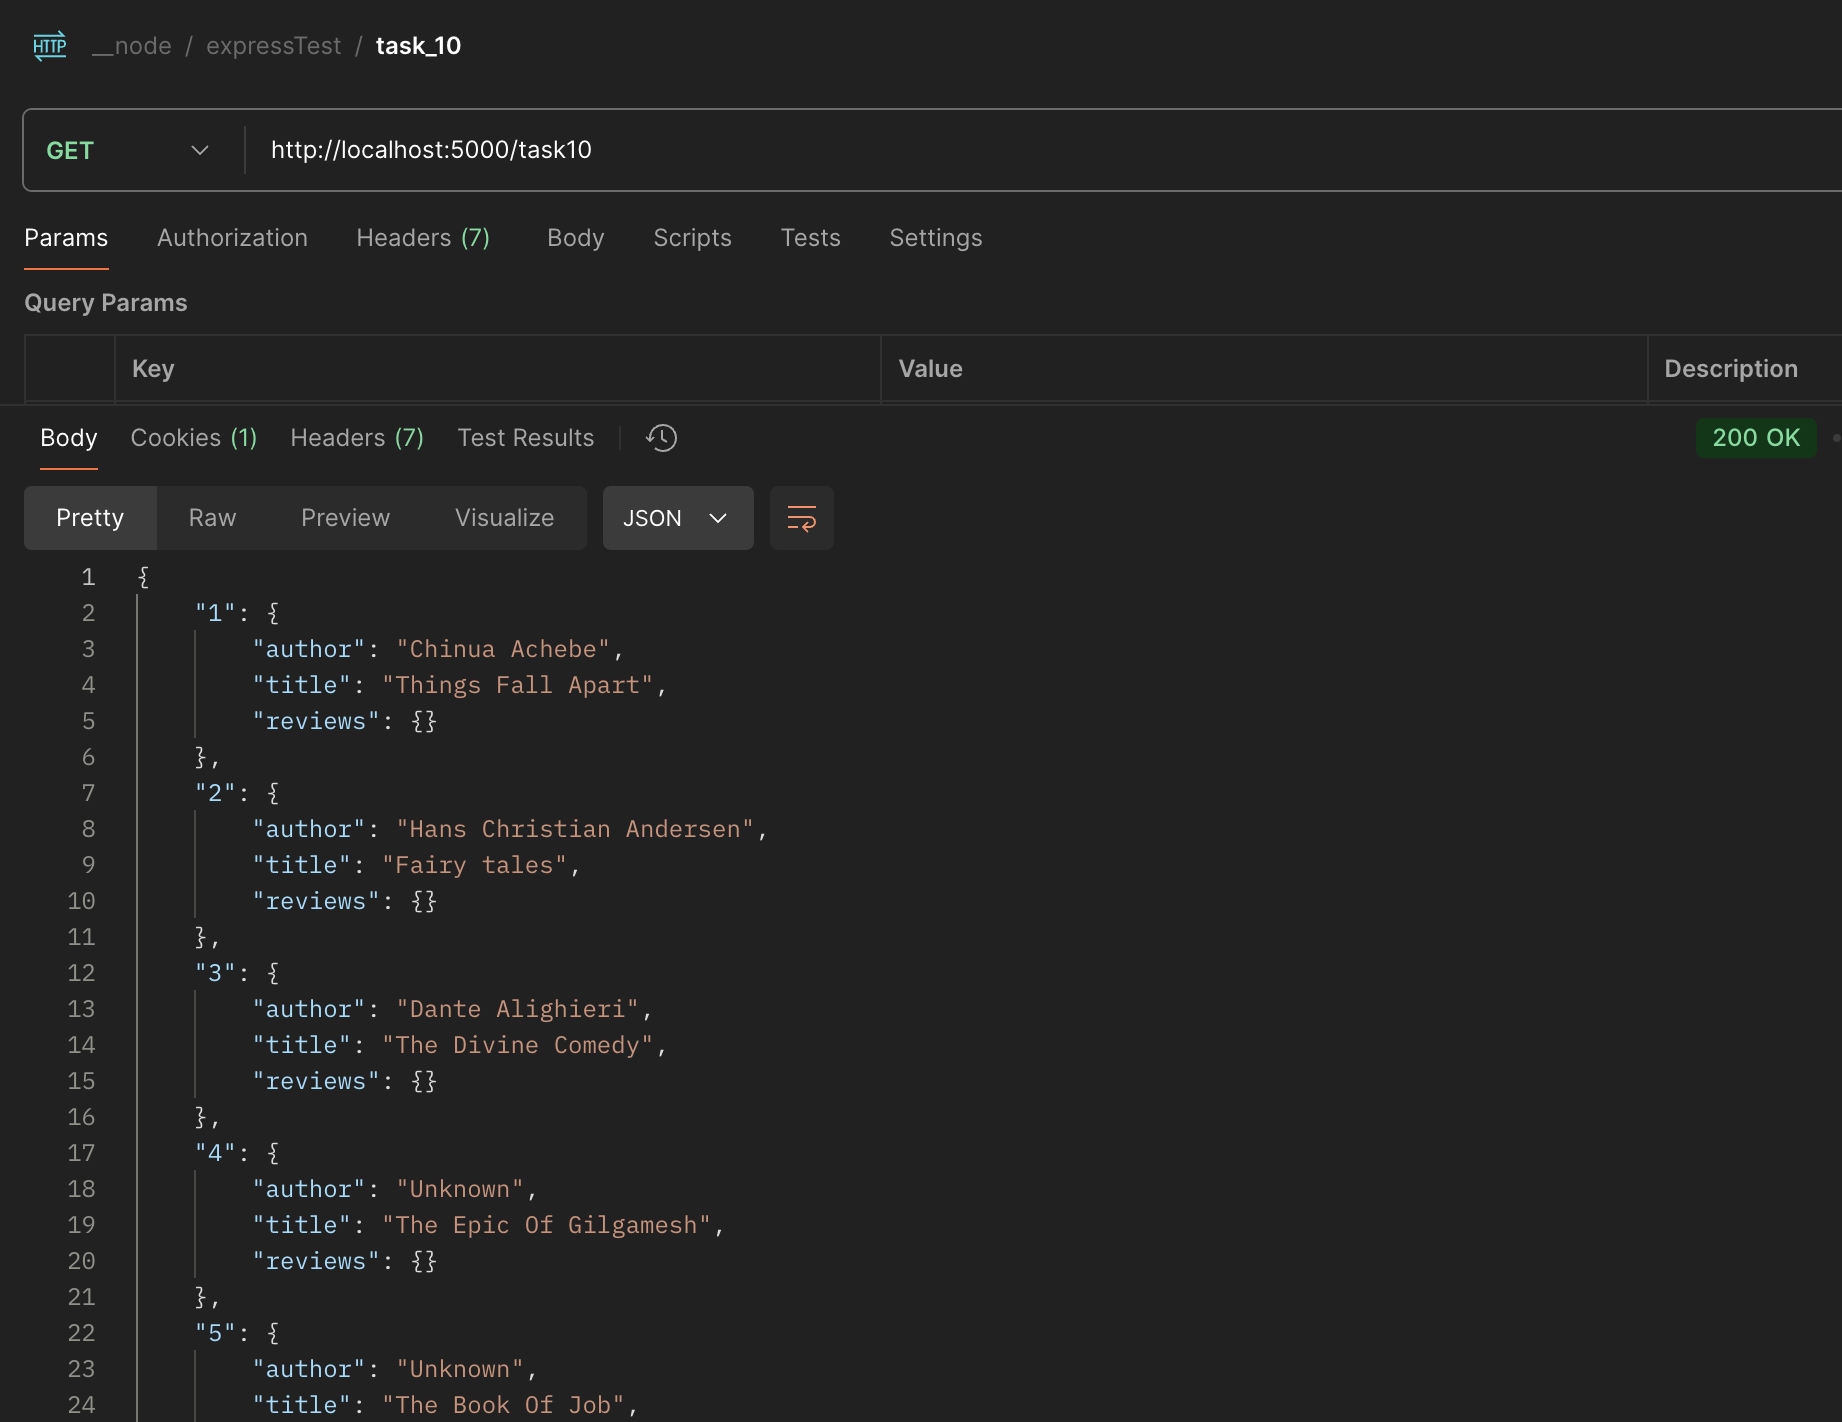 HTTP __node / expressTest / task_10
GET http://localhost:5000/task10
Params Authorization Headers (7) Body Scripts Tests Settings
Query Params
Key Value Description
Body Cookies (1) Headers (7) Test Results 200 OK
Pretty Raw Preview Visualize JSON
1 {
2 "1": {
3 "author": "Chinua Achebe",
4 "title": "Things Fall Apart",
5 "reviews": {}
6 },
7 "2": {
8 "author": "Hans Christian Andersen",
9 "title": "Fairy tales",
10 "reviews": {}
11 },
12 "3": {
13 "author": "Dante Alighieri",
14 "title": "The Divine Comedy",
15 "reviews": {}
16 },
17 "4": {
18 "author": "Unknown",
19 "title": "The Epic Of Gilgamesh",
20 "reviews": {}
21 },
22 "5": {
23 "author": "Unknown",
24 "title": "The Book Of Job",